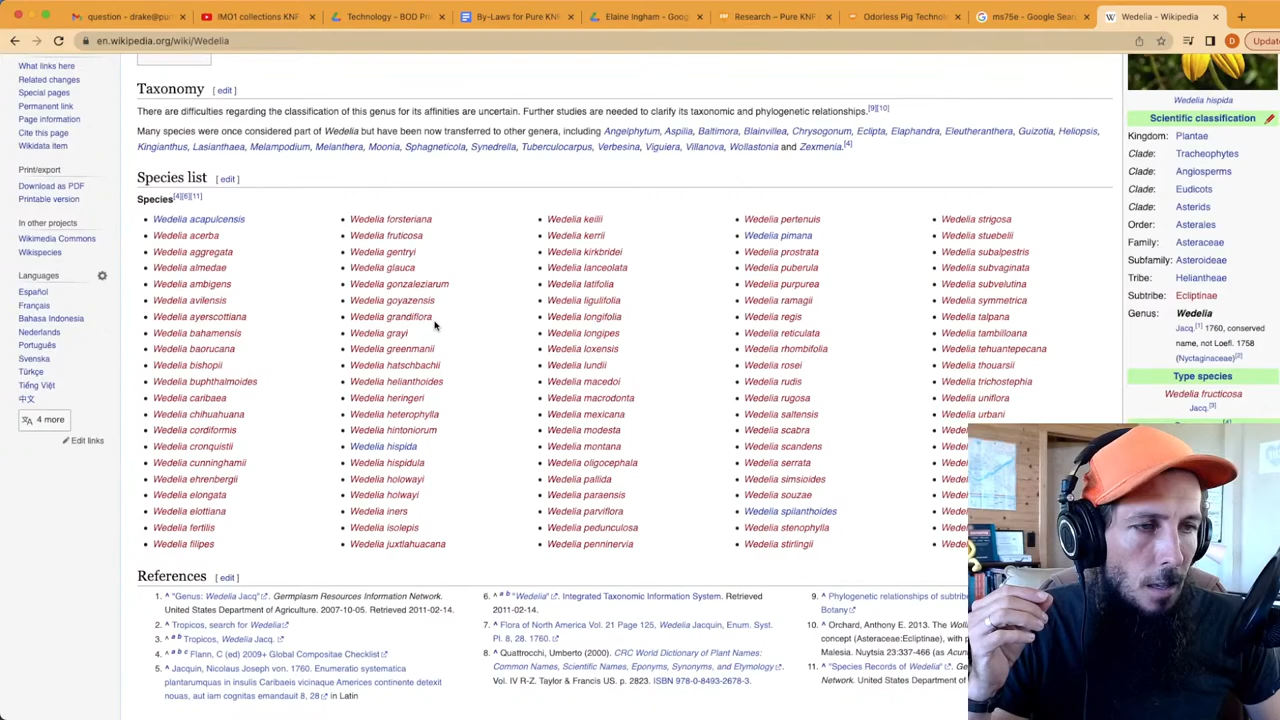 question - drake@pur
IMO1 collections KNF
Technology - BOD Pri
By-Laws for Pure KNF
Elaine Ingham - Goog
Research – Pure KNF
Odorless Pig Technol
ms75e - Google Sear
Wedelia - Wikipedia
en.wikipedia.org/wiki/Wedelia
D
Updat
What links here
Related changes
Special pages
Permanent link
Page information
Cite this page
Wikidata item
Print/export
Download as PDF
Printable version
In other projects
Wikimedia Commons
Wikispecies
Languages
Español
Français
Bahasa Indonesia
Nederlands
Português
Svenska
Türkçe
Tiếng Việt
中文
4 more
Edit links
Taxonomy [ edit ]
There are difficulties regarding the classification of this genus for its affinities are uncertain. Further studies are needed to clarify its taxonomic and phylogenetic relationships.[9][10]
Many species were once considered part of Wedelia but have been now transferred to other genera, including Angelphytum, Aspilia, Baltimora, Blainvillea, Chrysogonum, Eclipta, Elaphandra, Eleutheranthera, Guizotia, Heliopsis,
Kingianthus, Lasianthaea, Melampodium, Melanthera, Moonia, Sphagneticola, Synedrella, Tuberculocarpus, Verbesina, Viguiera, Villanova, Wollastonia and Zexmenia.[4]
Species list [ edit ]
Species[4][6][11]
• Wedelia acapulcensis
• Wedelia acerba
• Wedelia aggregata
• Wedelia almedae
• Wedelia ambigens
• Wedelia avilensis
• Wedelia ayerscottiana
• Wedelia bahamensis
• Wedelia baorucana
• Wedelia bishopii
• Wedelia buphthalmoides
• Wedelia caribaea
• Wedelia chihuahuana
• Wedelia cordiformis
• Wedelia cronquistii
• Wedelia cunninghamii
• Wedelia ehrenbergii
• Wedelia elongata
• Wedelia elottiana
• Wedelia fertilis
• Wedelia filipes
• Wedelia forsteriana
• Wedelia fruticosa
• Wedelia gentryi
• Wedelia glauca
• Wedelia gonzaleziarum
• Wedelia goyazensis
• Wedelia grandiflora
• Wedelia grayi
• Wedelia greenmanii
• Wedelia hatschbachii
• Wedelia helianthoides
• Wedelia heringeri
• Wedelia heterophylla
• Wedelia hintoniorum
• Wedelia hispida
• Wedelia hispidula
• Wedelia holowayi
• Wedelia holwayi
• Wedelia iners
• Wedelia isolepis
• Wedelia juxtlahuacana
• Wedelia keilii
• Wedelia kerrii
• Wedelia kirkbridei
• Wedelia lanceolata
• Wedelia latifolia
• Wedelia ligulifolia
• Wedelia longifolia
• Wedelia longipes
• Wedelia loxensis
• Wedelia lundii
• Wedelia macedoi
• Wedelia macrodonta
• Wedelia mexicana
• Wedelia modesta
• Wedelia montana
• Wedelia oligocephala
• Wedelia pallida
• Wedelia paraensis
• Wedelia parviflora
• Wedelia pedunculosa
• Wedelia penninervia
• Wedelia pertenuis
• Wedelia pimana
• Wedelia prostrata
• Wedelia puberula
• Wedelia purpurea
• Wedelia ramagii
• Wedelia regis
• Wedelia reticulata
• Wedelia rhombifolia
• Wedelia rosei
• Wedelia rudis
• Wedelia rugosa
• Wedelia saltensis
• Wedelia scabra
• Wedelia scandens
• Wedelia serrata
• Wedelia simsioides
• Wedelia souzae
• Wedelia spilanthoides
• Wedelia stenophylla
• Wedelia stirlingii
• Wedelia strigosa
• Wedelia stuebelii
• Wedelia subalpestris
• Wedelia subvaginata
• Wedelia subvelutina
• Wedelia symmetrica
• Wedelia talpana
• Wedelia tambilloana
• Wedelia tehuantepecana
• Wedelia thouarsii
• Wedelia trichostephia
• Wedelia uniflora
• Wedelia urbani
References [ edit ]
1. ^ "Genus: Wedelia Jacq". Germplasm Resources Information Network.
United States Department of Agriculture. 2007-10-05. Retrieved 2011-02-14.
2. ^ Tropicos, search for Wedelia
3. ^ a b Tropicos, Wedelia Jacq.
4. ^ a b c Flann, C (ed) 2009+ Global Compositae Checklist
5. ^ Jacquin, Nicolaus Joseph von. 1760. Enumeratio systematica
plantarumquas in insulis Caribaeis vicinaque Americes continente detexit
nouas, aut iam cognitas emandauit 8, 28 in Latin
6. ^ a b "Wedelia". Integrated Taxonomic Information System. Retrieved
2011-02-14.
7. ^ Flora of North America Vol. 21 Page 125, Wedelia Jacquin, Enum. Syst.
Pl. 8, 28. 1760.
8. ^ Quattrocchi, Umberto (2000). CRC World Dictionary of Plant Names:
Common Names, Scientific Names, Eponyms, Synonyms, and Etymology.
Vol. IV R-Z. Taylor & Francis US. p. 2823. ISBN 978-0-8493-2678-3.
9. ^ Phylogenetic relationships of subtribe
Botany
10. ^ Orchard, Anthony E. 2013. The W
concept (Asteraceae:Ecliptinae), with p
Malesia. Nuytsia 23:337-466 (as Acun
11. ^ "Species Records of Wedelia". Ge
Network. United States Department of
Wedelia hispida
Scientific classification
Kingdom: Plantae
Clade: Tracheophytes
Clade: Angiosperms
Clade: Eudicots
Clade: Asterids
Order: Asterales
Family: Asteraceae
Subfamily: Asteroideae
Tribe: Heliantheae
Subtribe: Ecliptinae
Genus: Wedelia
Jacq.[1] 1760, conserved
name, not Loefl. 1758
(Nyctaginaceae)[2]
Type species
Wedelia fructicosa
Jacq.[3]